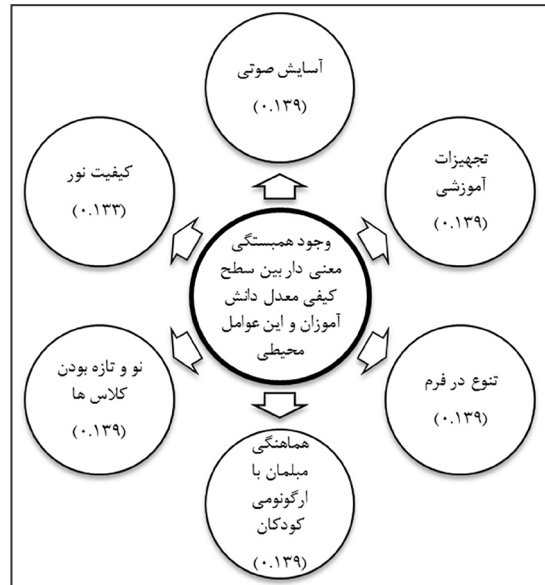 آسایش صوتی
(۰.۱۳۹)
تجهیزات
آموزشی
(۰.۱۳۹)
کیفیت نور
(۰.۱۳۳)
وجود همبستگی
معنی دار بین سطح
کیفی معدل دانش
آموزان و این عوامل
محیطی
تنوع در فرم
(۰.۱۳۹)
نو و تازه بودن
کلاس ها
(۰.۱۳۹)
هماهنگی
مبلمان با
ارگونومی
کودکان
(۰.۱۳۹)